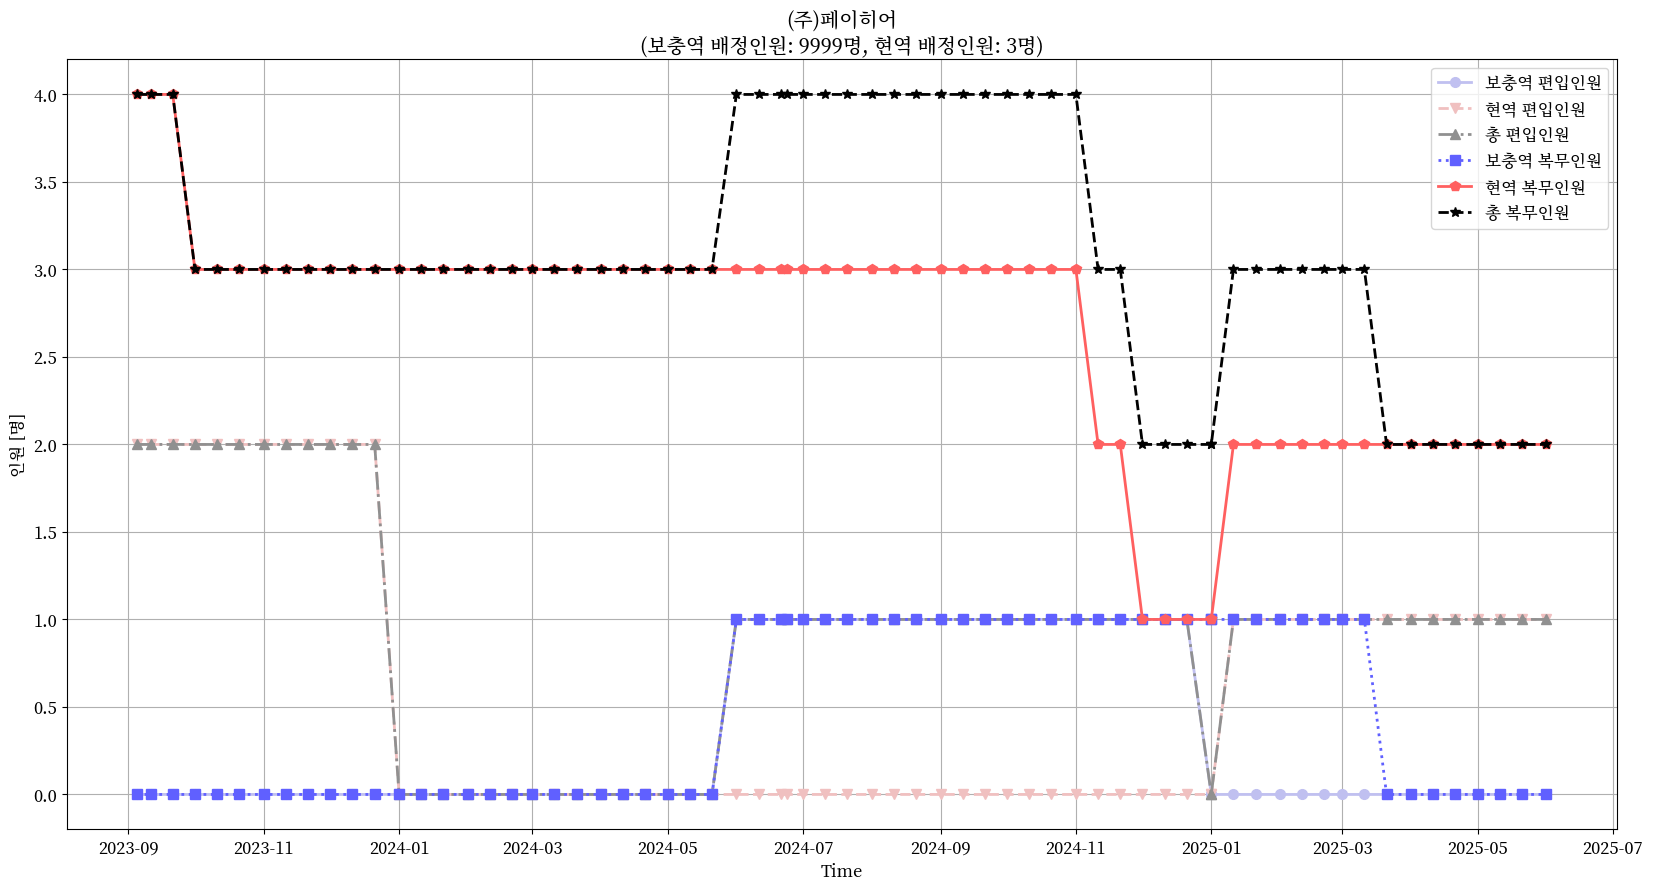 (주)페이히어
(보충역 배정인원: 9999명, 현역 배정인원: 3명)
보충역 편입인원
현역 편입인원
총 편입인원
보충역 복무인원
현역 복무인원
총 복무인원
인원 [명]
4.0
3.5
3.0
2.5
2.0
1.5
1.0
0.5
0.0
2023-09 2023-11 2024-01 2024-03 2024-05 2024-07 2024-09 2024-11 2025-01 2025-03 2025-05 2025-07
Time